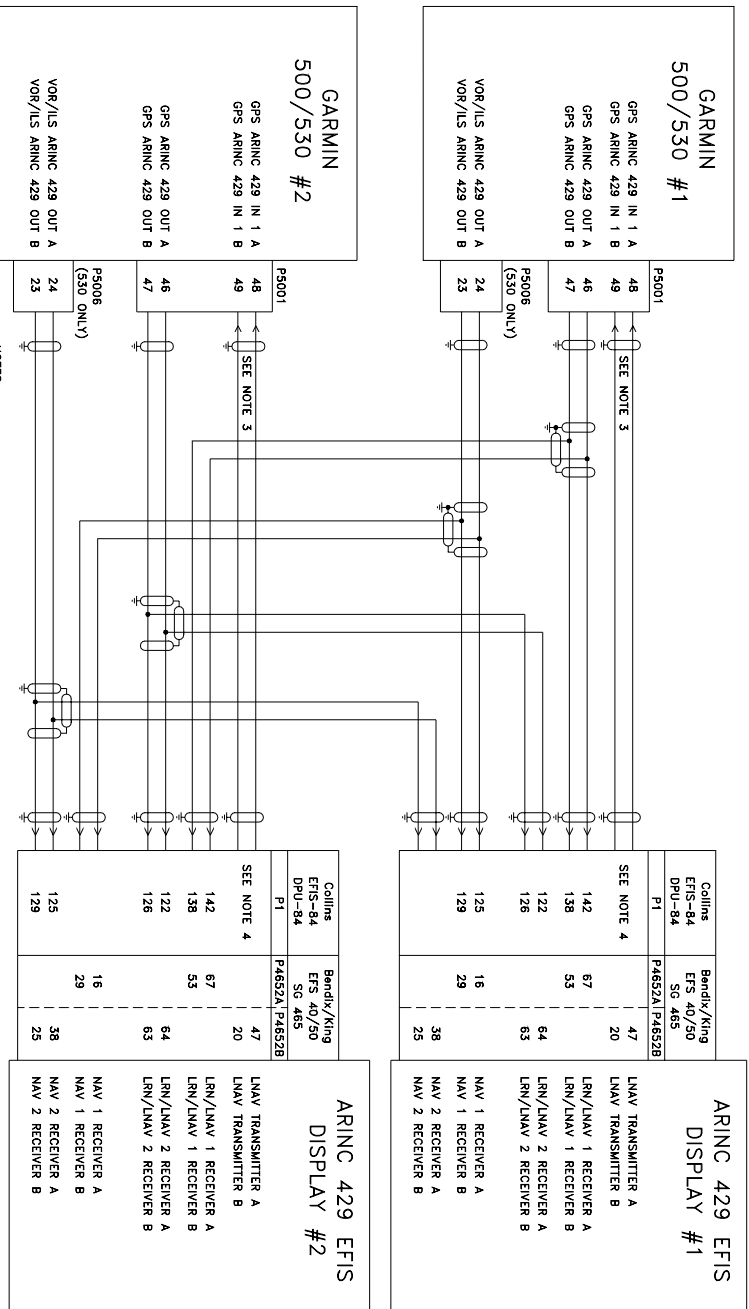 GARMIN
500/530 #1
P5001
GPS ARINC 429 IN 1 A 48
GPS ARINC 429 IN 1 B 49
SEE NOTE 3
GPS ARINC 429 OUT A 46
GPS ARINC 429 OUT B 47
P5006
(530 ONLY)
VOR/ILS ARINC 429 OUT A 24
VOR/ILS ARINC 429 OUT B 23
Collins
EFIS-84
DPU-84
Bendix/King
EFS 40/50
SG 465
P1 P4652A P4652B
ARINC 429 EFIS
DISPLAY #1
SEE NOTE 4
47 LNAV TRANSMITTER A
20 LNAV TRANSMITTER B
142 67 LRN/LNAV 1 RECEIVER A
138 53 LRN/LNAV 1 RECEIVER B
122 64 LRN/LNAV 2 RECEIVER A
126 63 LRN/LNAV 2 RECEIVER B
125 16 NAV 1 RECEIVER A
129 29 NAV 1 RECEIVER B
38 NAV 2 RECEIVER A
25 NAV 2 RECEIVER B
GARMIN
500/530 #2
P5001
GPS ARINC 429 IN 1 A 48
GPS ARINC 429 IN 1 B 49
SEE NOTE 3
GPS ARINC 429 OUT A 46
GPS ARINC 429 OUT B 47
P5006
(530 ONLY)
VOR/ILS ARINC 429 OUT A 24
VOR/ILS ARINC 429 OUT B 23
Collins
EFIS-84
DPU-84
Bendix/King
EFS 40/50
SG 465
P1 P4652A P4652B
ARINC 429 EFIS
DISPLAY #2
SEE NOTE 4
47 LNAV TRANSMITTER A
20 LNAV TRANSMITTER B
142 67 LRN/LNAV 1 RECEIVER A
138 53 LRN/LNAV 1 RECEIVER B
122 64 LRN/LNAV 2 RECEIVER A
126 63 LRN/LNAV 2 RECEIVER B
16 NAV 1 RECEIVER A
29 NAV 1 RECEIVER B
125 38 NAV 2 RECEIVER A
129 25 NAV 2 RECEIVER B